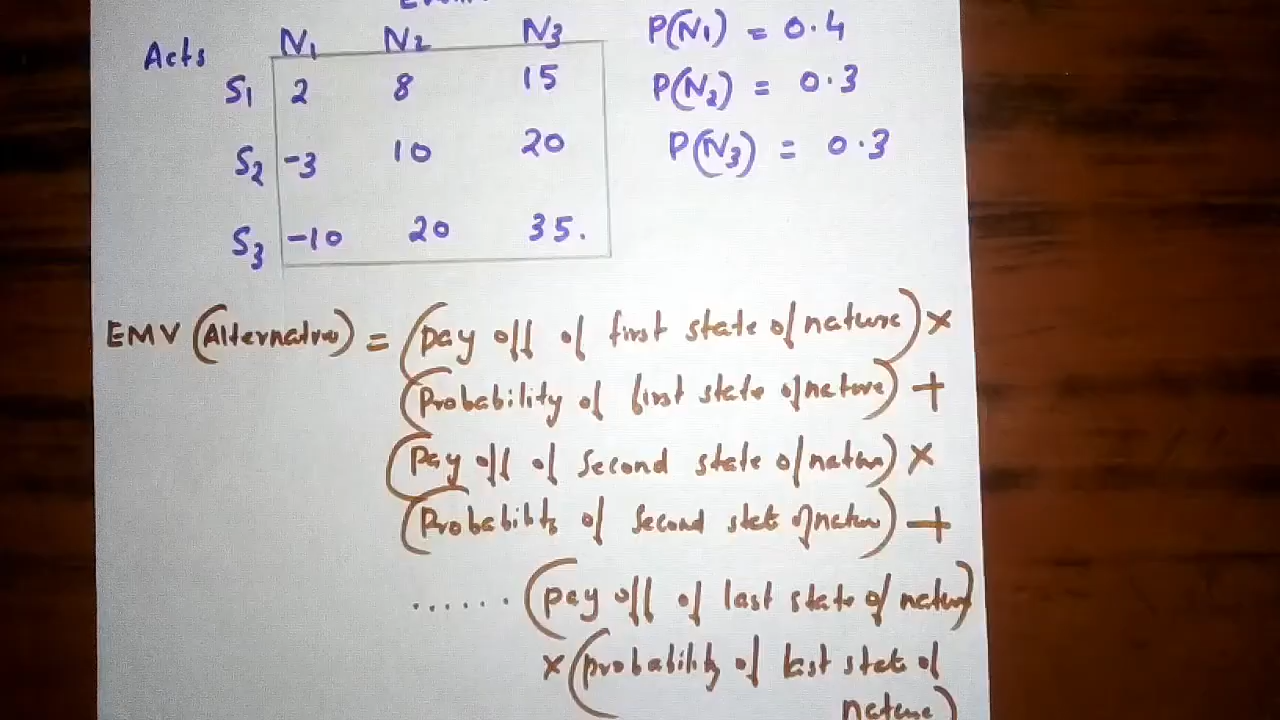 Acts N1 N2 N3 P(N1) = 0.4
S1 2 8 15 P(N2) = 0.3
S2 -3 10 20 P(N3) = 0.3
S3 -10 20 35.
EMV (Alternatives) = (pay off of first state of nature) ×
(Probability of first state of nature) +
(Pay off of Second state of nature) ×
(Probability of Second state of nature) +
...... (pay off of last state of nature)
× (probability of last state of
nature)